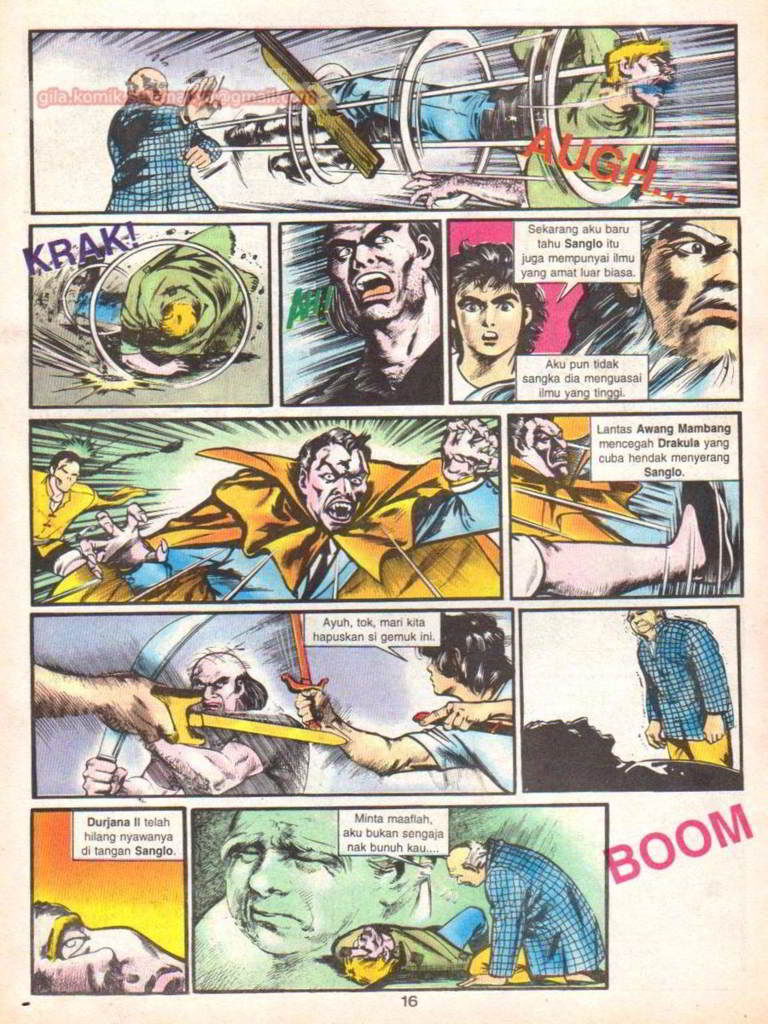 AUGH...
KRAK!
Sekarang aku baru
tahu Sanglo itu
juga mempunyai ilmu
yang amat luar biasa.
Aku pun tidak
sangka dia menguasai
ilmu yang tinggi.
Lantas Awang Mambang
mencegah Drakula yang
cuba hendak menyerang
Sanglo.
Ayuh, tok, mari kita
hapuskan si gemuk ini.
Durjana II telah
hilang nyawanya
di tangan Sanglo.
Minta maaflah,
aku bukan sengaja
nak bunuh kau....
BOOM
16